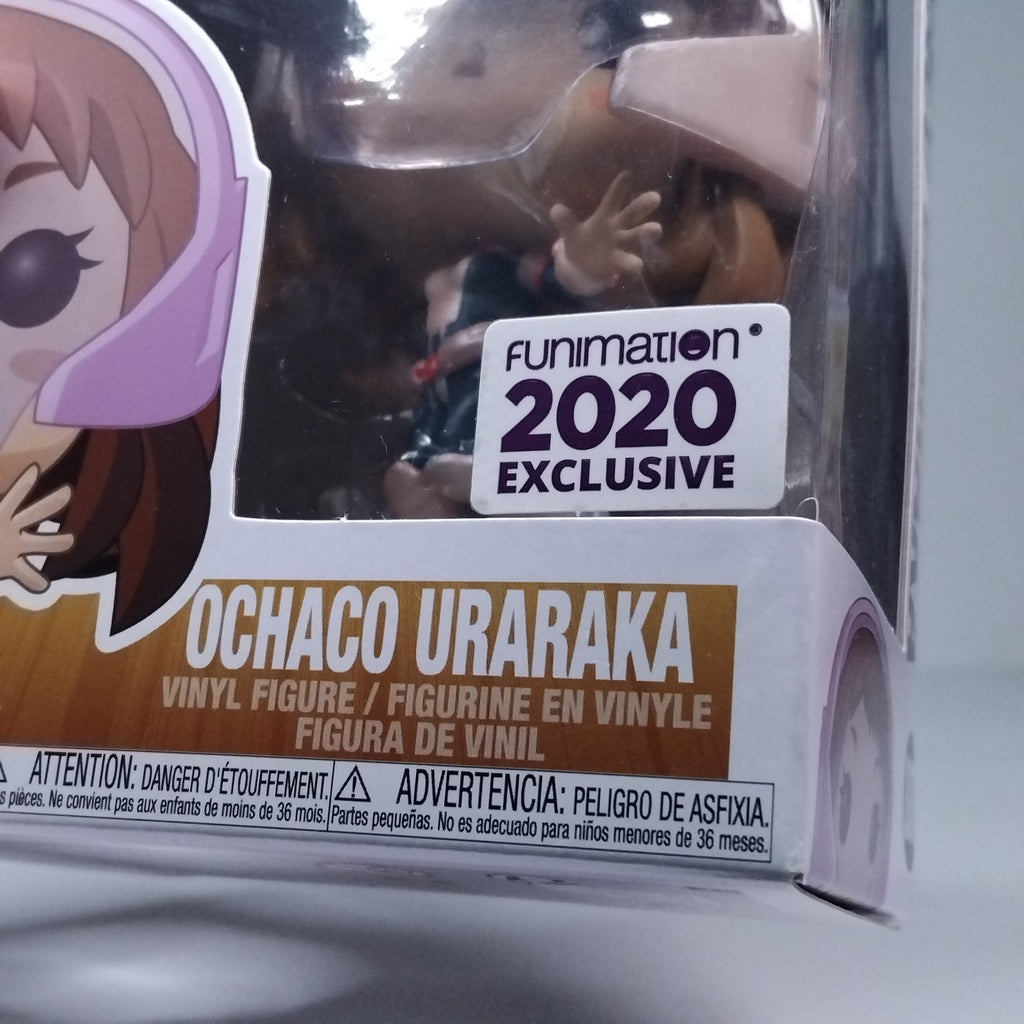 FUNIMATION
2020
EXCLUSIVE
OCHACO URARAKA
VINYL FIGURE / FIGURINE EN VINYLE
FIGURA DE VINIL
ATTENTION: DANGER D'ÉTOUFFEMENT.
pièces. Ne convient pas aux enfants de moins de 36 mois.
ADVERTENCIA: PELIGRO DE ASFIXIA.
Partes pequeñas. No es adecuado para niños menores de 36 meses.